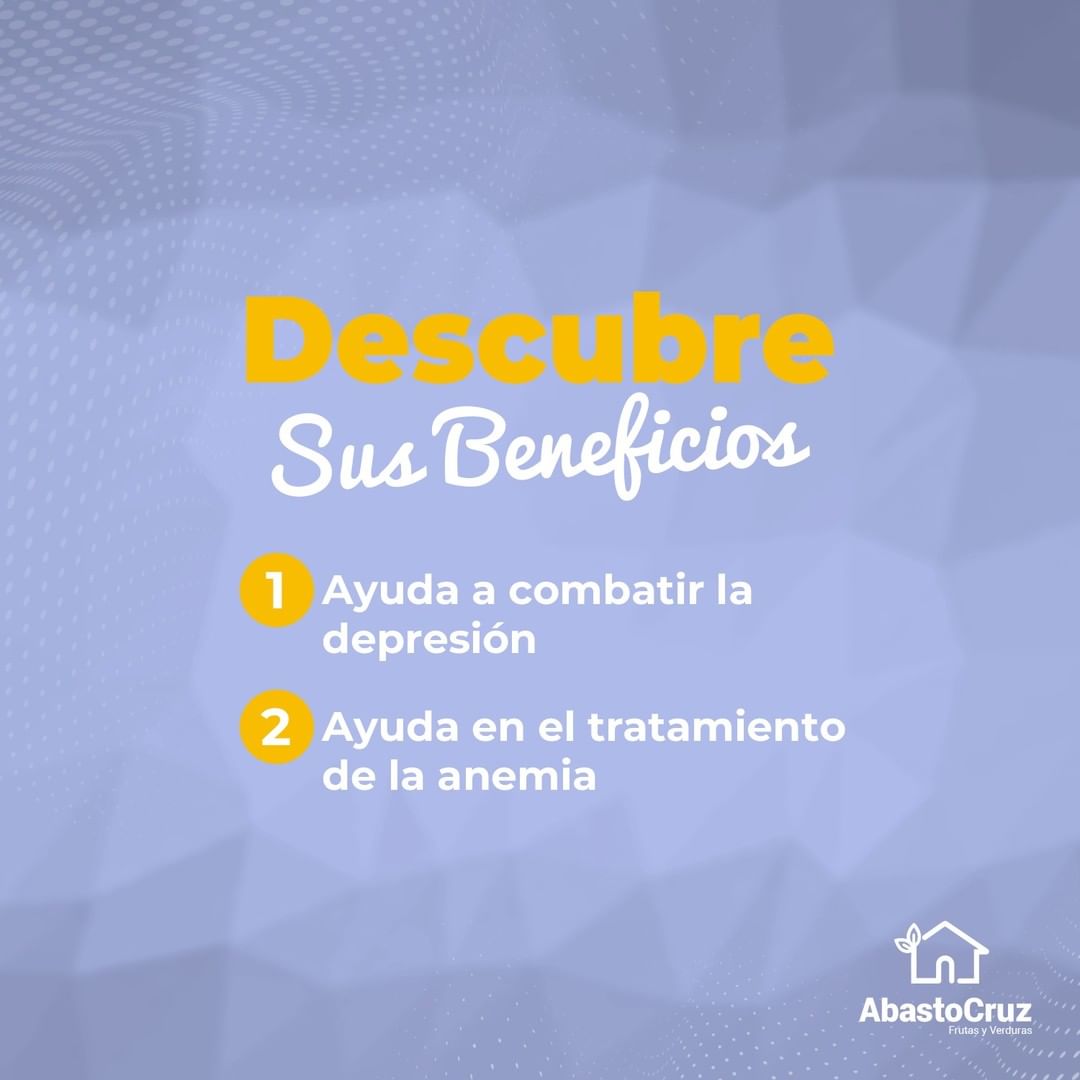 Descubre
Sus Beneficios
1 Ayuda a combatir la
depresión
2 Ayuda en el tratamiento
de la anemia
AbastoCruz
Frutas y Verduras